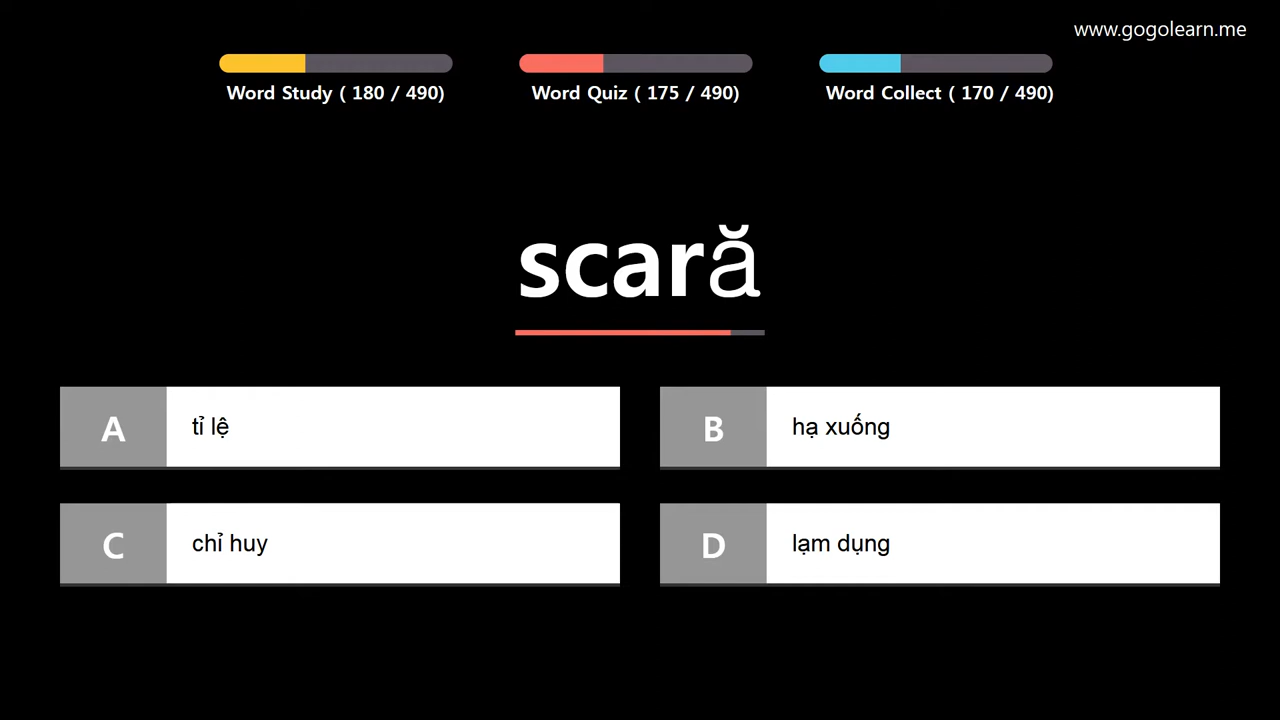 www.gogolearn.me
Word Study ( 180 / 490)
Word Quiz ( 175 / 490)
Word Collect ( 170 / 490)
scară
A
tỉ lệ
B
hạ xuống
C
chỉ huy
D
lạm dụng